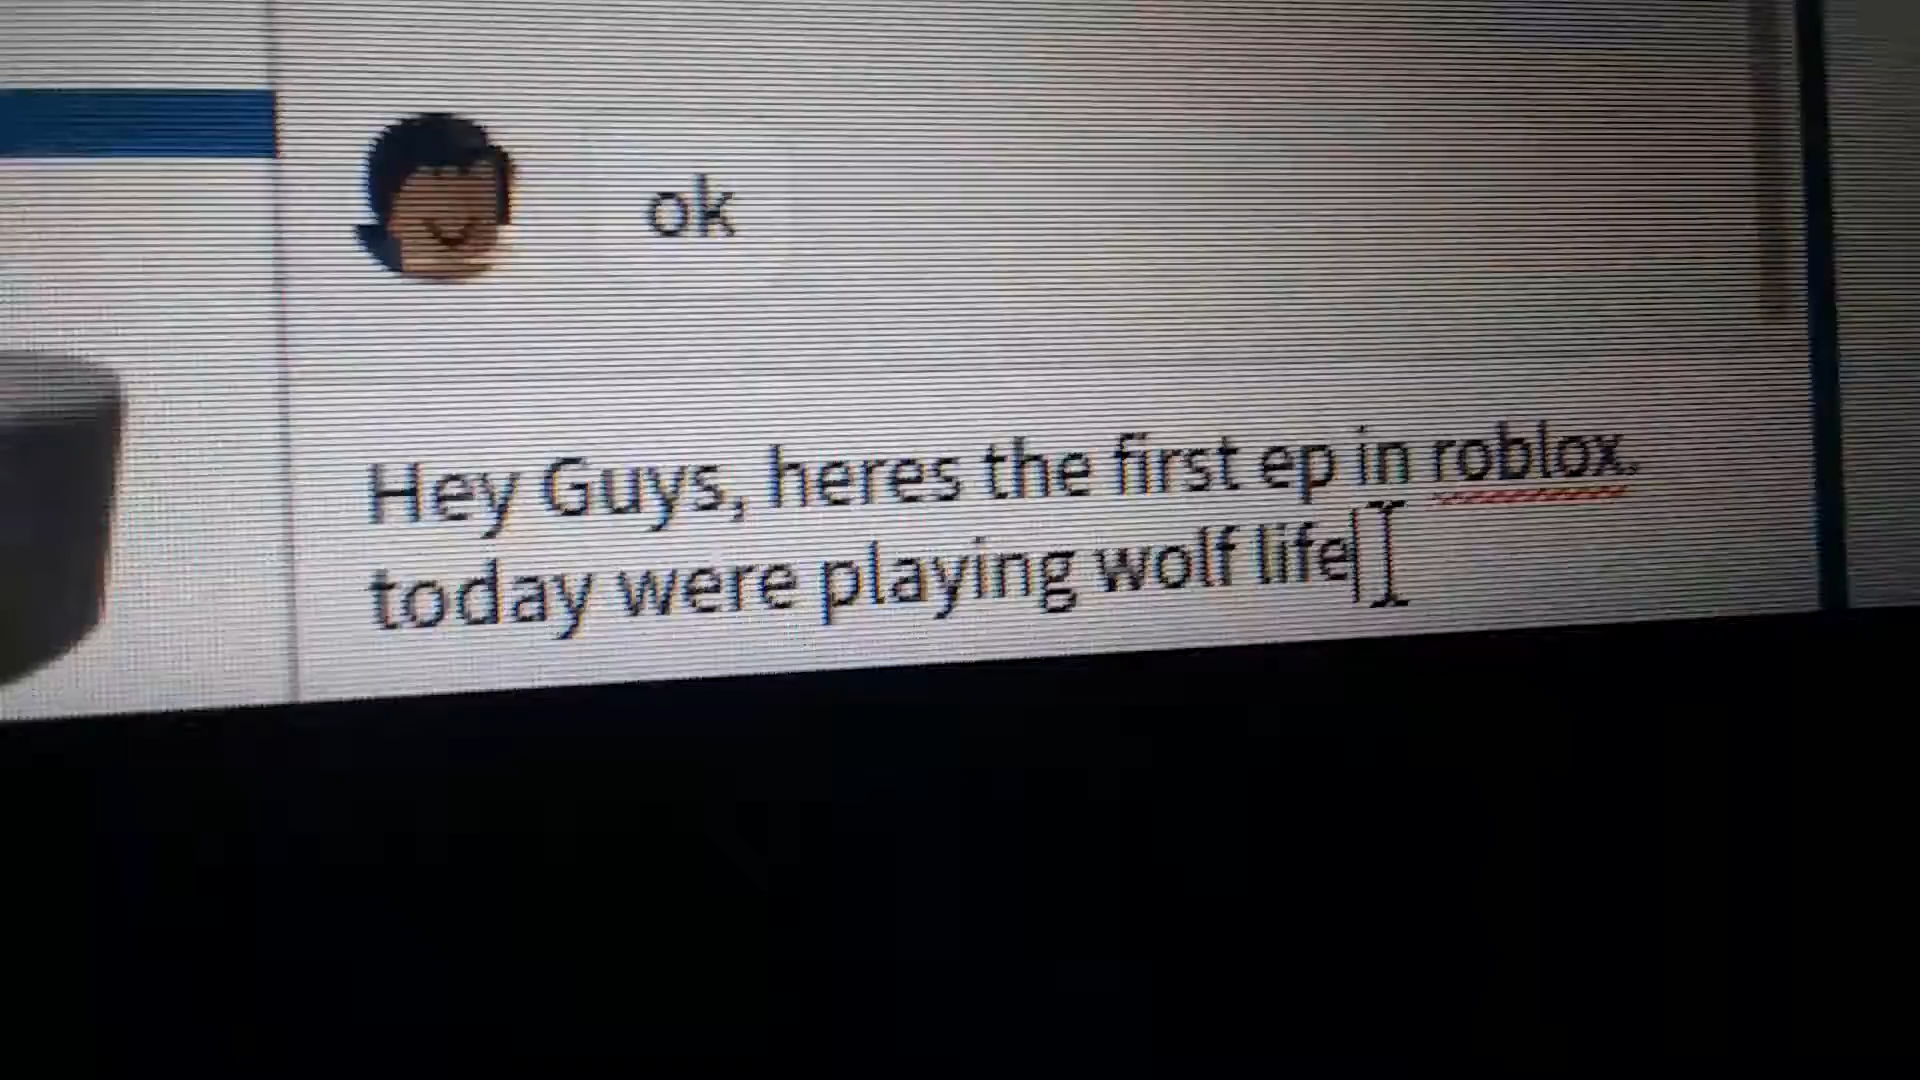 ok
Hey Guys, heres the first ep in roblox.
today were playing wolf life